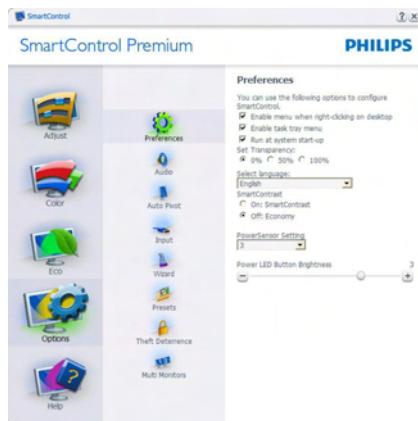 SmartControl
SmartControl Premium
PHILIPS
Adjust
Color
Eco
Options
Help
Preferences
Audio
Auto Pivot
Input
Wizard
Presets
Theft Deterrence
Multi Monitors
Preferences
You can use the following options to configure
SmartControl.
Enable menu when right-clicking on desktop
Enable task tray menu
Run at system start-up
Set Transparency:
0% 50% 100%
Select language:
English
SmartContrast
On: SmartContrast
Off: Economy
PowerSensor Setting
3
Power LED Button Brightness 3